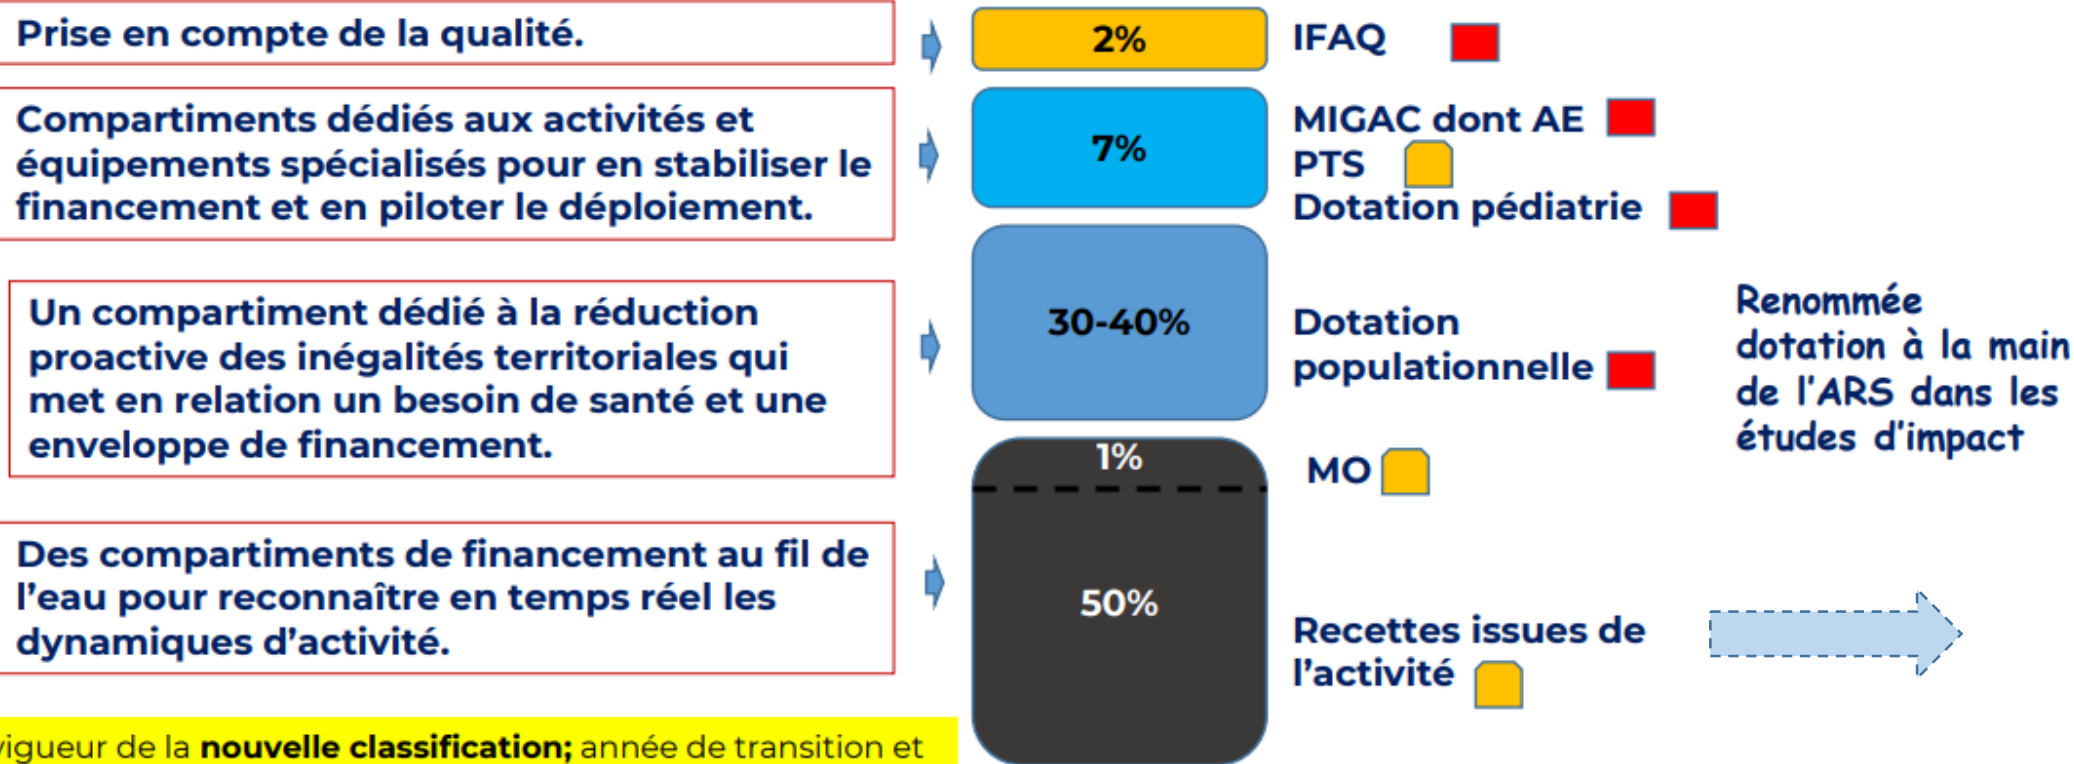 Prise en compte de la qualité.
2%
IFAQ
Compartiments dédiés aux activités et
équipements spécialisés pour en stabiliser le
financement et en piloter le déploiement.
7%
MIGAC dont AE
PTS
Dotation pédiatrie
Un compartiment dédié à la réduction
proactive des inégalités territoriales qui
met en relation un besoin de santé et une
enveloppe de financement.
30-40%
Dotation
populationnelle
Renommée
dotation à la main
de l'ARS dans les
études d'impact
1%
MO
Des compartiments de financement au fil de
l'eau pour reconnaître en temps réel les
dynamiques d'activité.
50%
Recettes issues de
l'activité
vigueur de la nouvelle classification; année de transition et